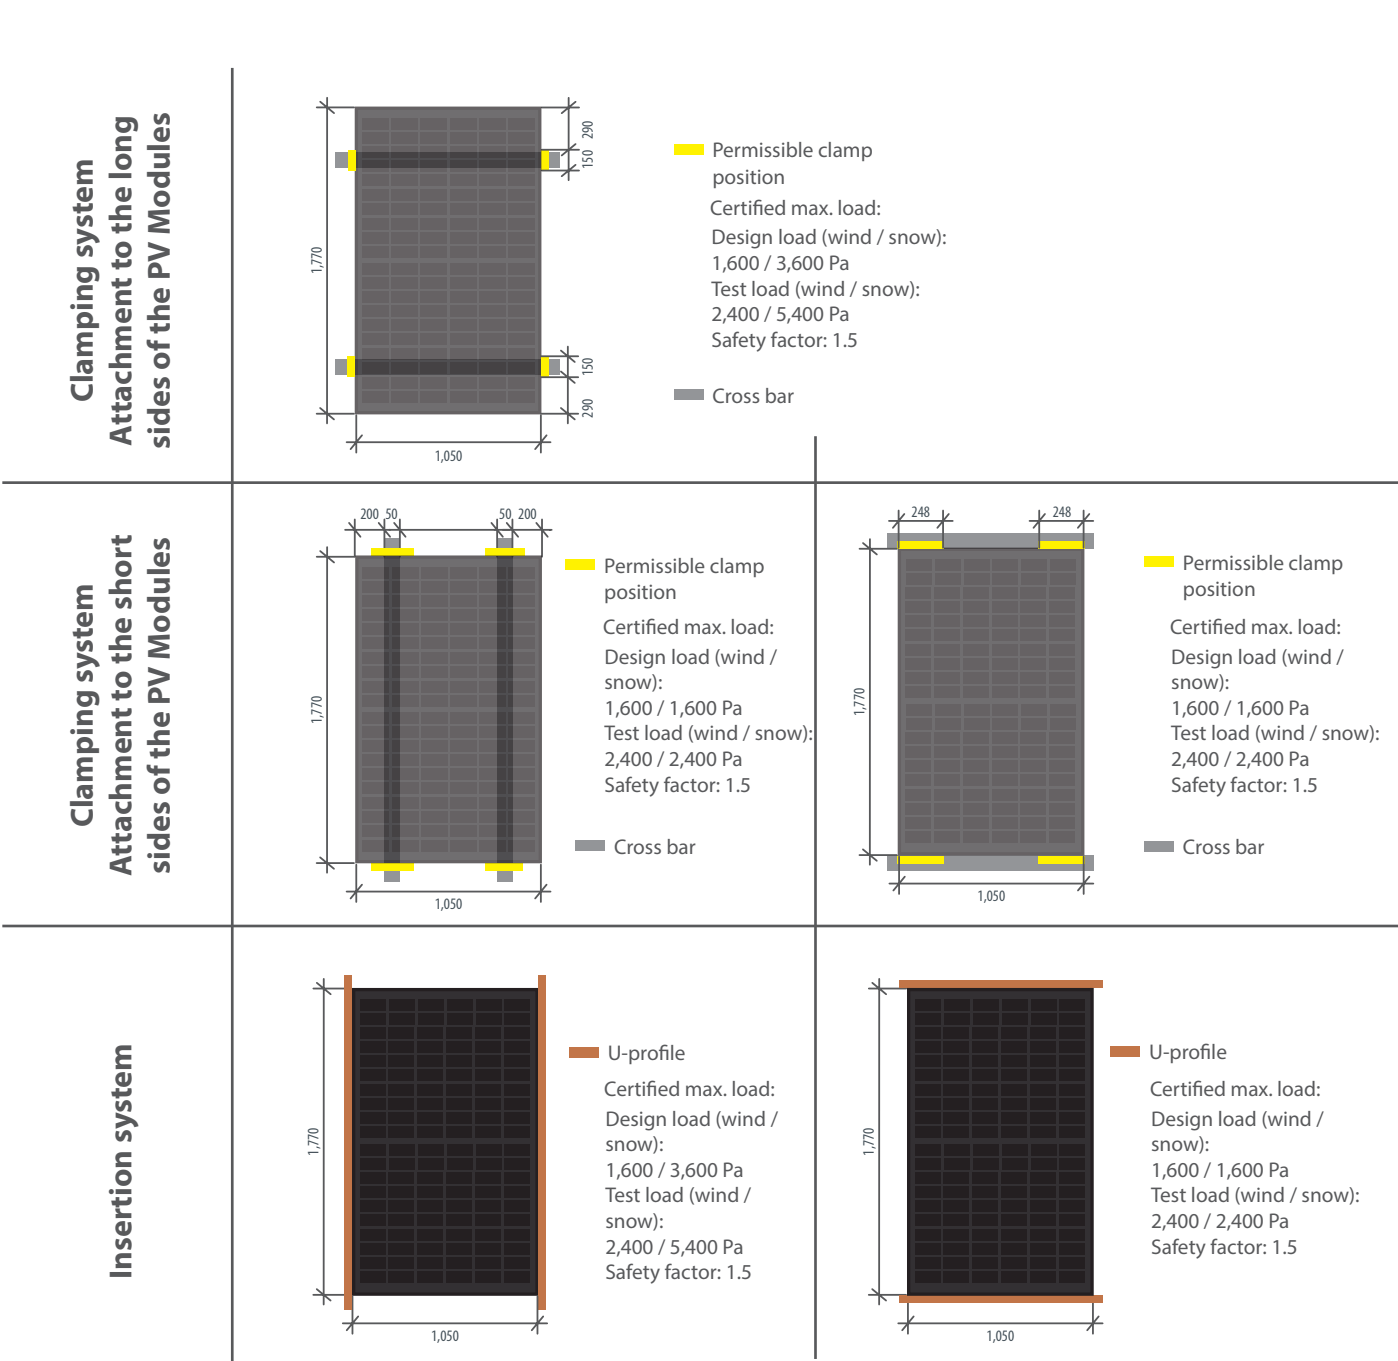 Clamping system
Attachment to the long
sides of the PV Modules
290
150
1,770
150
290
1,050
Permissible clamp
position
Certified max. load:
Design load (wind / snow):
1,600 / 3,600 Pa
Test load (wind / snow):
2,400 / 5,400 Pa
Safety factor: 1.5
Cross bar
Clamping system
Attachment to the short
sides of the PV Modules
200 50 50 200
1,770
1,050
Permissible clamp
position
Certified max. load:
Design load (wind /
snow):
1,600 / 1,600 Pa
Test load (wind / snow):
2,400 / 2,400 Pa
Safety factor: 1.5
Cross bar
248 248
1,770
1,050
Permissible clamp
position
Certified max. load:
Design load (wind /
snow):
1,600 / 1,600 Pa
Test load (wind / snow):
2,400 / 2,400 Pa
Safety factor: 1.5
Cross bar
Insertion system
1,770
1,050
U-profile
Certified max. load:
Design load (wind /
snow):
1,600 / 3,600 Pa
Test load (wind /
snow):
2,400 / 5,400 Pa
Safety factor: 1.5
1,770
1,050
U-profile
Certified max. load:
Design load (wind /
snow):
1,600 / 1,600 Pa
Test load (wind / snow):
2,400 / 2,400 Pa
Safety factor: 1.5